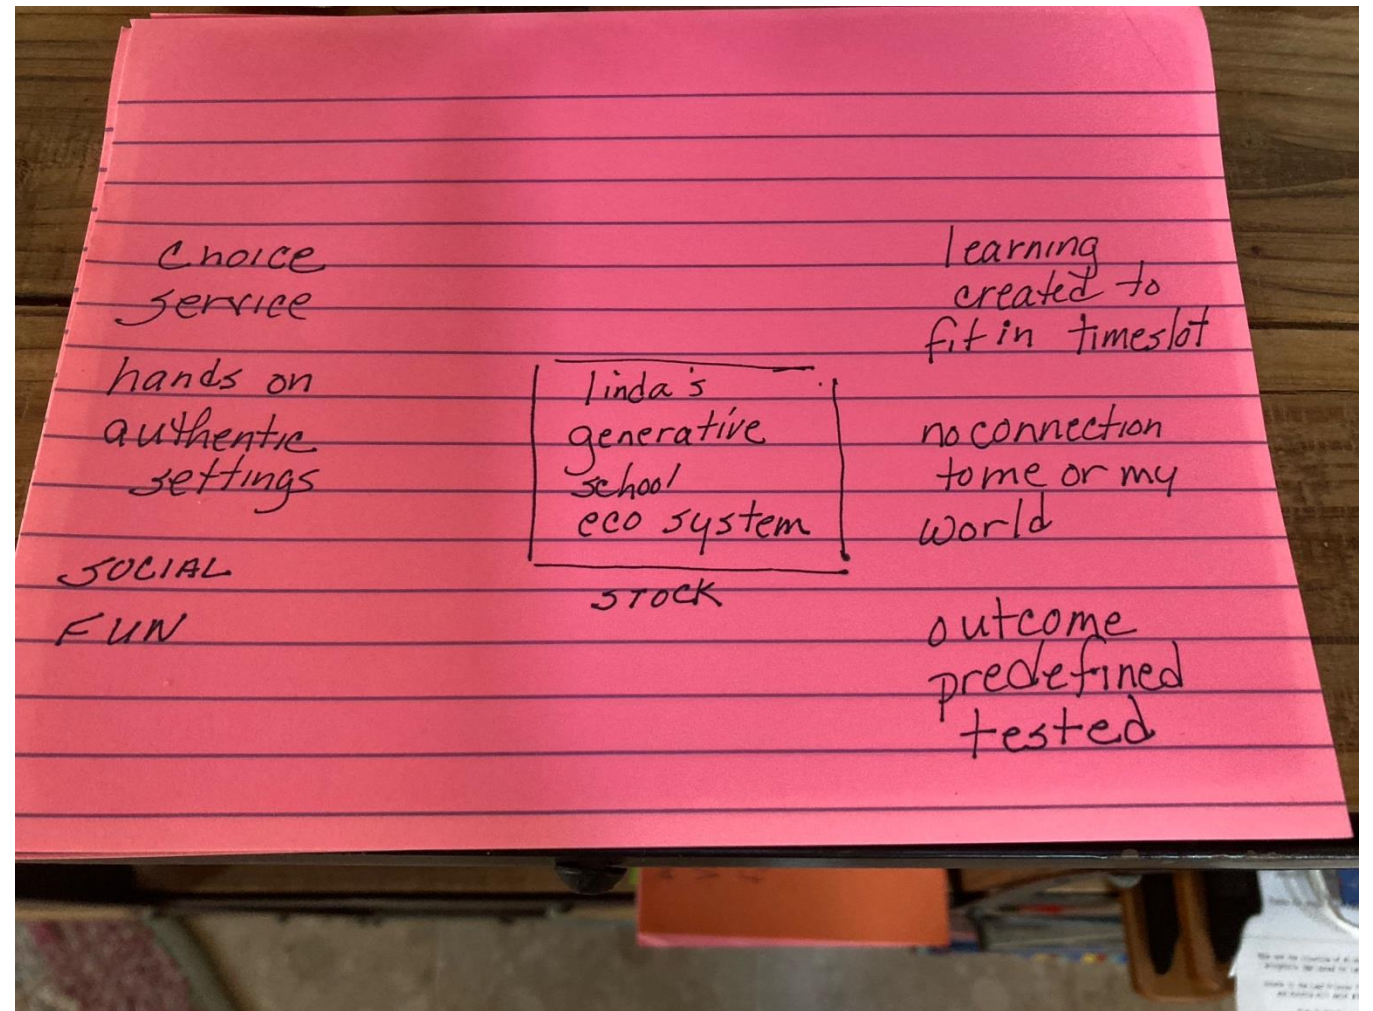 choice
service
hands on
authentic
settings
SOCIAL
FUN
linda's
generative
school
eco system
STOCK
learning
created to
fit in timeslot
no connection
to me or my
world
outcome
predefined
tested